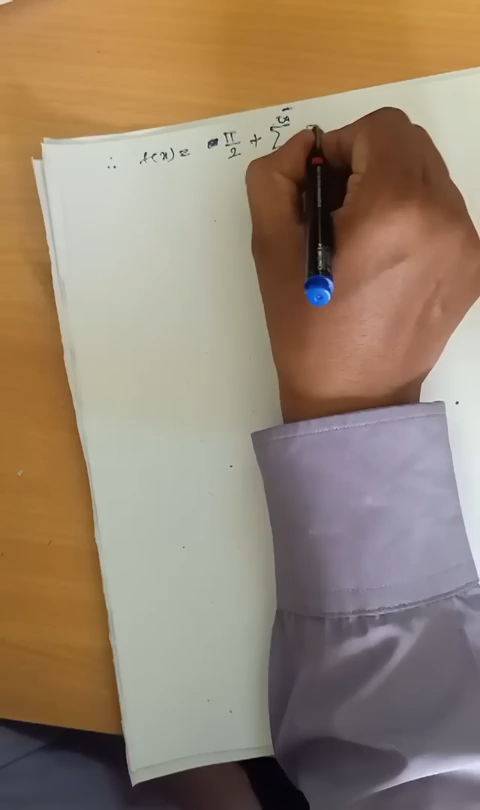 ∴ f(x) = π/2 + ∑